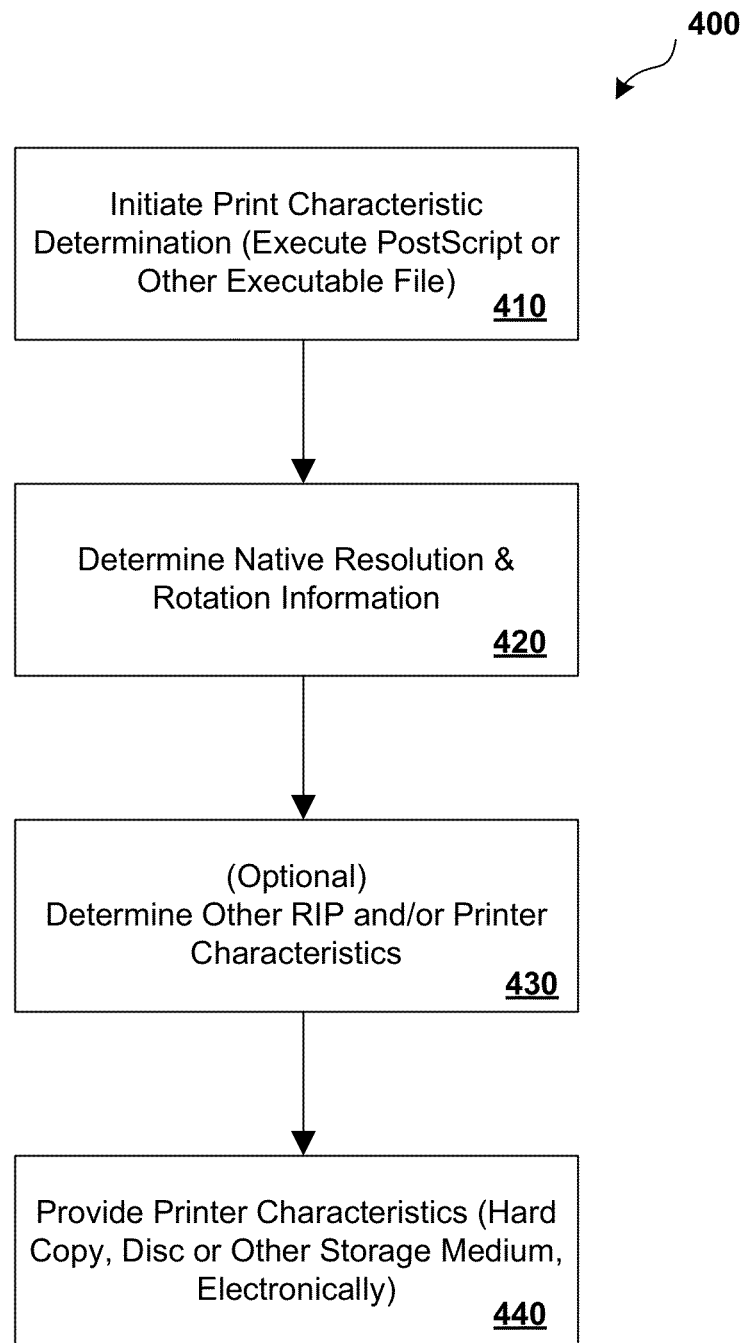 400
Initiate Print Characteristic
Determination (Execute PostScript or
Other Executable File)
410
Determine Native Resolution &
Rotation Information
420
(Optional)
Determine Other RIP and/or Printer
Characteristics
430
Provide Printer Characteristics (Hard
Copy, Disc or Other Storage Medium,
Electronically)
440